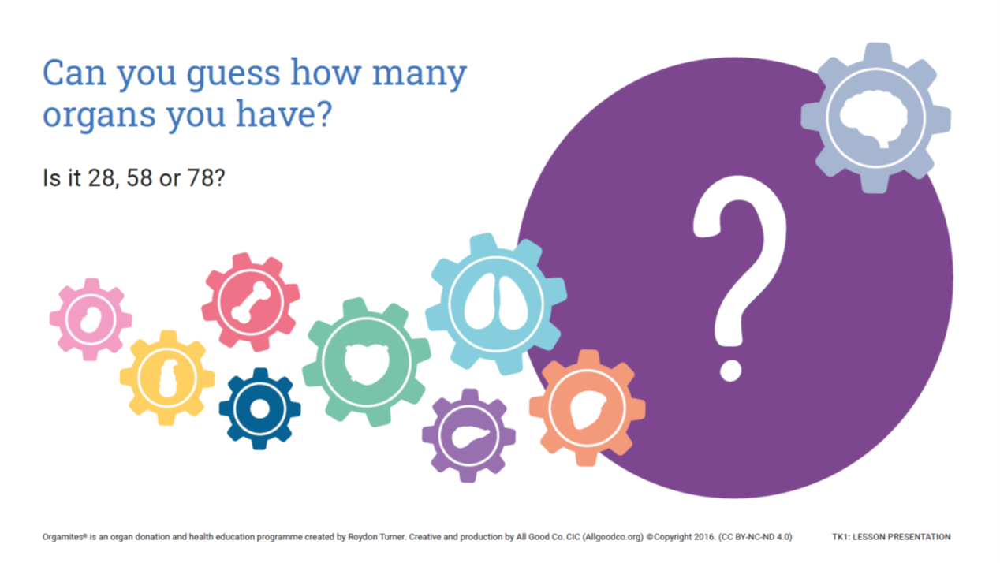 Can you guess how many
organs you have?
Is it 28, 58 or 78?
?
Orgamites® is an organ donation and health education programme created by Roydon Turner. Creative and production by All Good Co. CIC (Allgoodco.org) ©Copyright 2016. (CC BY-NC-ND 4.0)
TK1: LESSON PRESENTATION